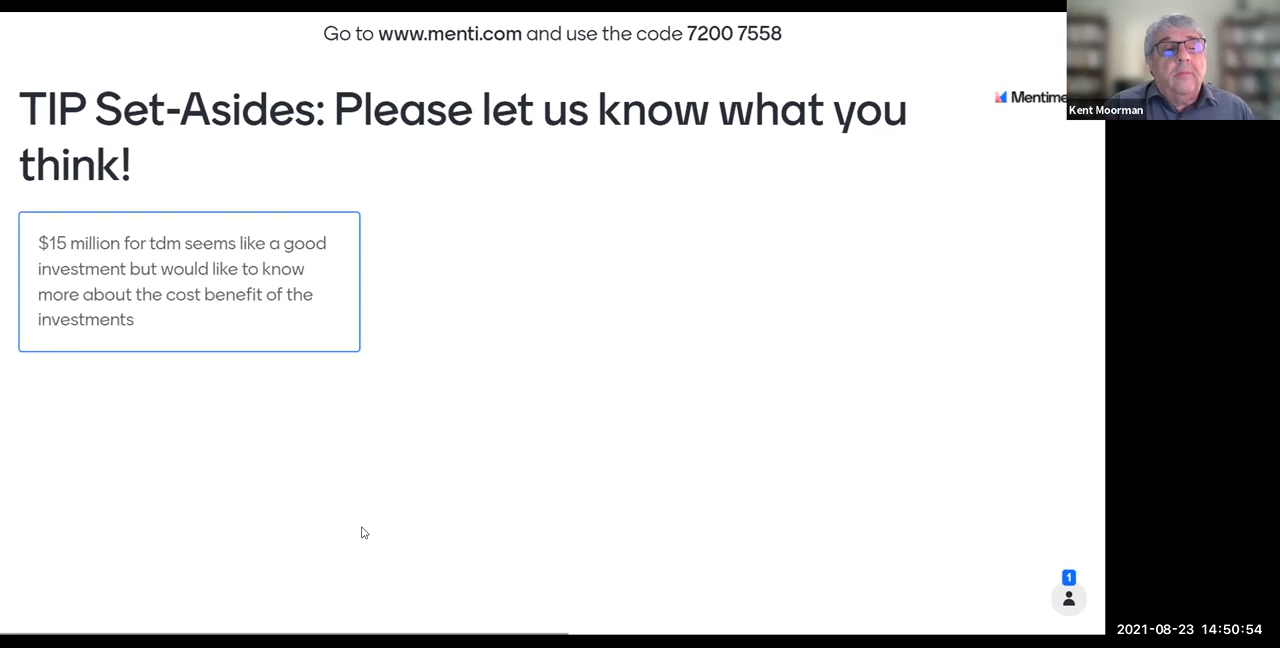 Go to www.menti.com and use the code 7200 7558
TIP Set-Asides: Please let us know what you
think!
Mentime
Kent Moorman
$15 million for tdm seems like a good
investment but would like to know
more about the cost benefit of the
investments
1
2021-08-23 14:50:54